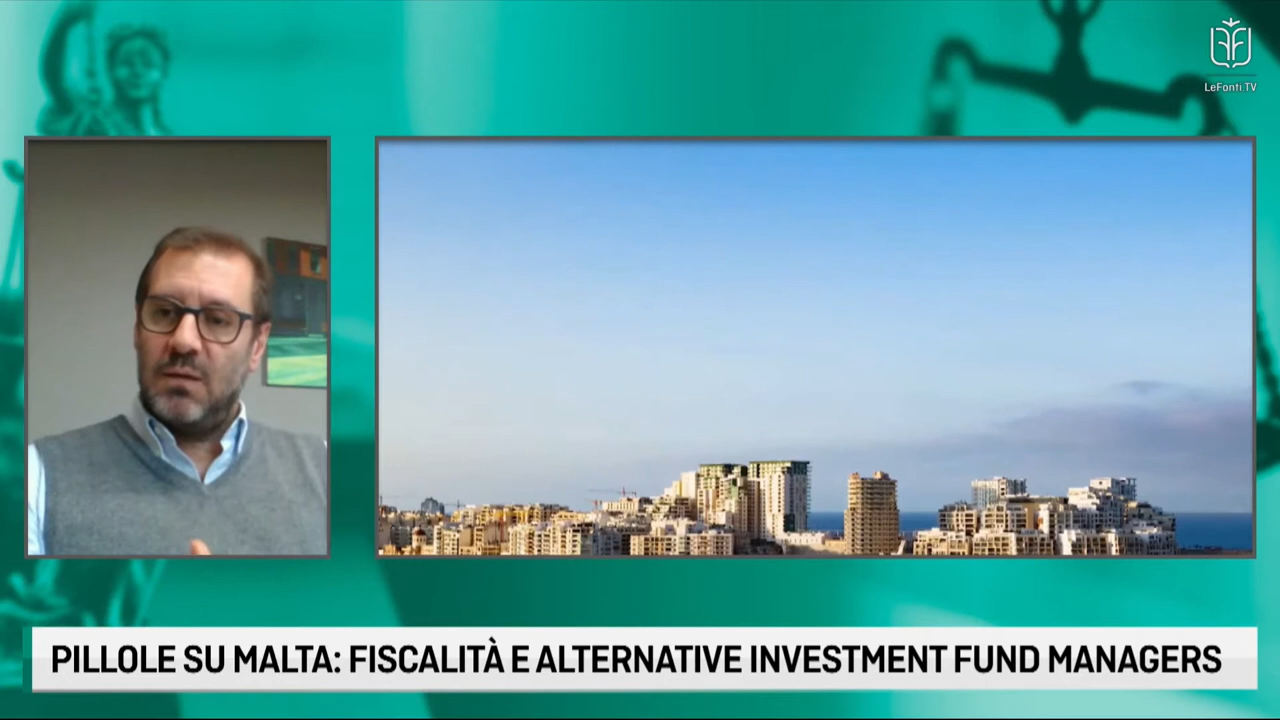 LeFonti.TV
PILLOLE SU MALTA: FISCALITÀ E ALTERNATIVE INVESTMENT FUND MANAGERS